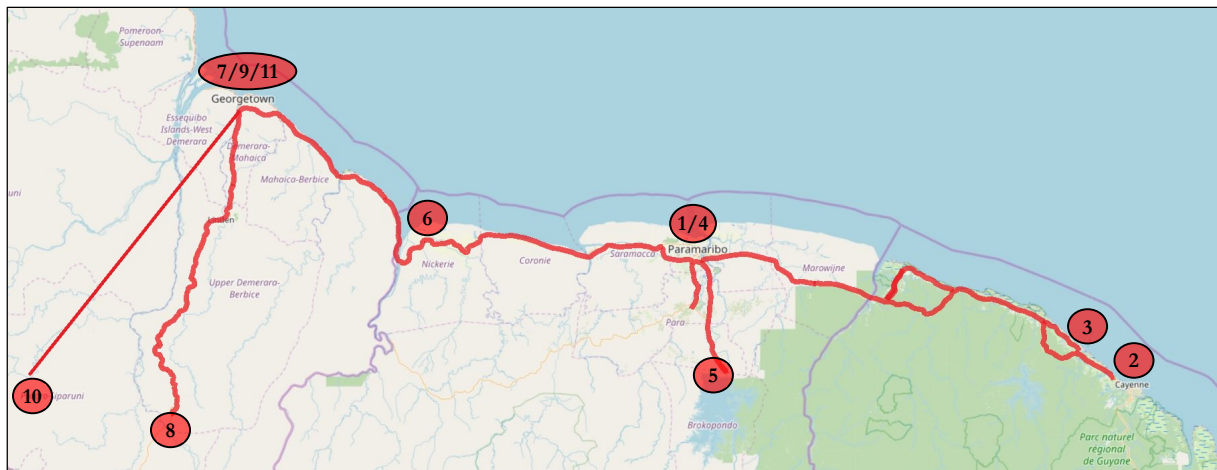 Pomeroon-
Supenaam
7/9/11
Georgetown
Essequibo
Islands-West
Demerara
Demerara-
Mahaica
Mahaica-Berbice
6
1/4
Paramaribo
Nickerie
Coronie
Saramacca
Marowijne
Upper Demerara-
Berbice
Para
3
2
5
Cayenne
10
8
Brokopondo
Parc naturel
régional
de Guyane